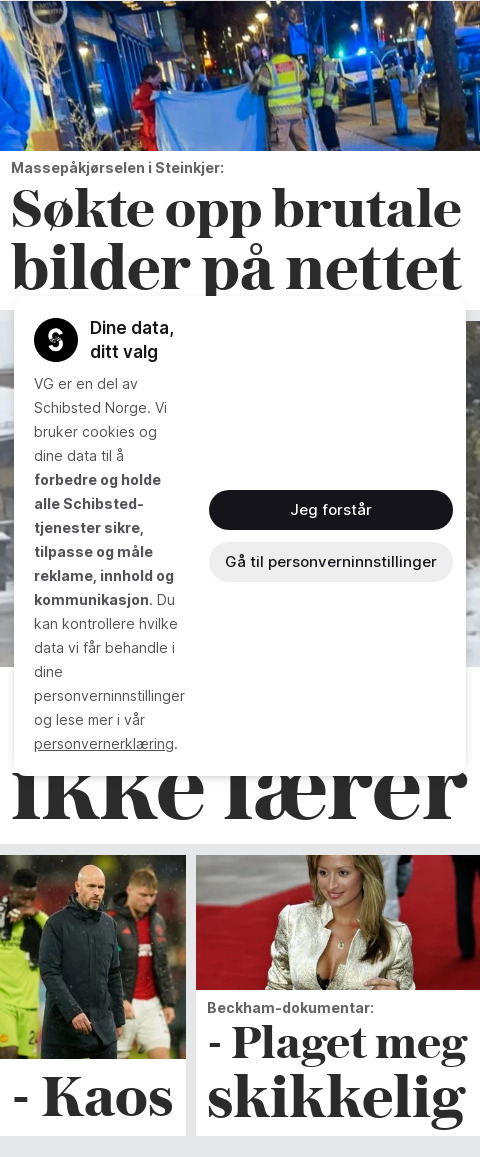 Massepåkjørselen i Steinkjer:
Søkte opp brutale
bilder på nettet
Dine data,
ditt valg
VG er en del av
Schibsted Norge. Vi
bruker cookies og
dine data til å
forbedre og holde
alle Schibsted-
tjenester sikre,
tilpasse og måle
reklame, innhold og
kommunikasjon. Du
kan kontrollere hvilke
data vi får behandle i
dine
personverninnstillinger
og lese mer i vår
personvernerklæring.
Jeg forstår
Gå til personverninnstillinger
ikke lærer
- Kaos
Beckham-dokumentar:
- Plaget meg
skikkelig